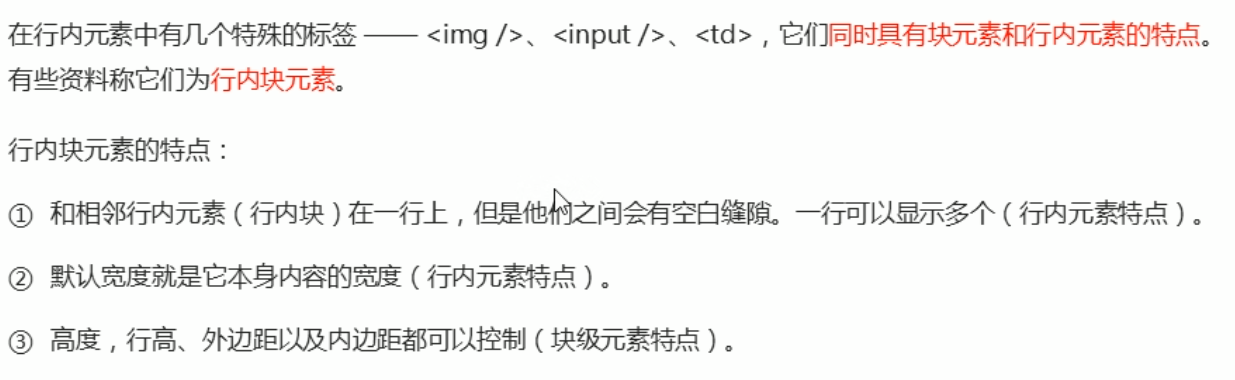 在行内元素中有几个特殊的标签 —— <img />、<input />、<td>，它们同时具有块元素和行内元素的特点。
有些资料称它们为行内块元素。
行内块元素的特点：
① 和相邻行内元素（行内块）在一行上，但是他们之间会有空白缝隙。一行可以显示多个（行内元素特点）。
② 默认宽度就是它本身内容的宽度（行内元素特点）。
③ 高度，行高、外边距以及内边距都可以控制（块级元素特点）。